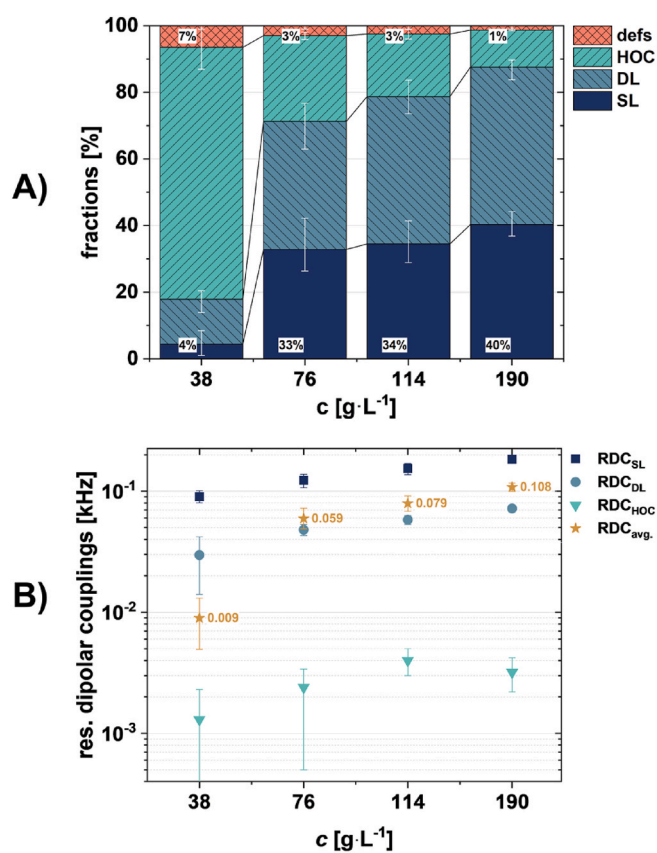 A)
fractions [%]
100
80
60
40
20
0
7% 3% 3% 1%
4% 33% 34% 40%
38 76 114 190
c [g·L⁻¹]
defs
HOC
DL
SL
B)
res. dipolar couplings [kHz]
10⁻¹
10⁻²
10⁻³
0.009
0.059
0.079
0.108
38 76 114 190
c [g·L⁻¹]
RDC_SL
RDC_DL
RDC_HOC
RDC_avg.